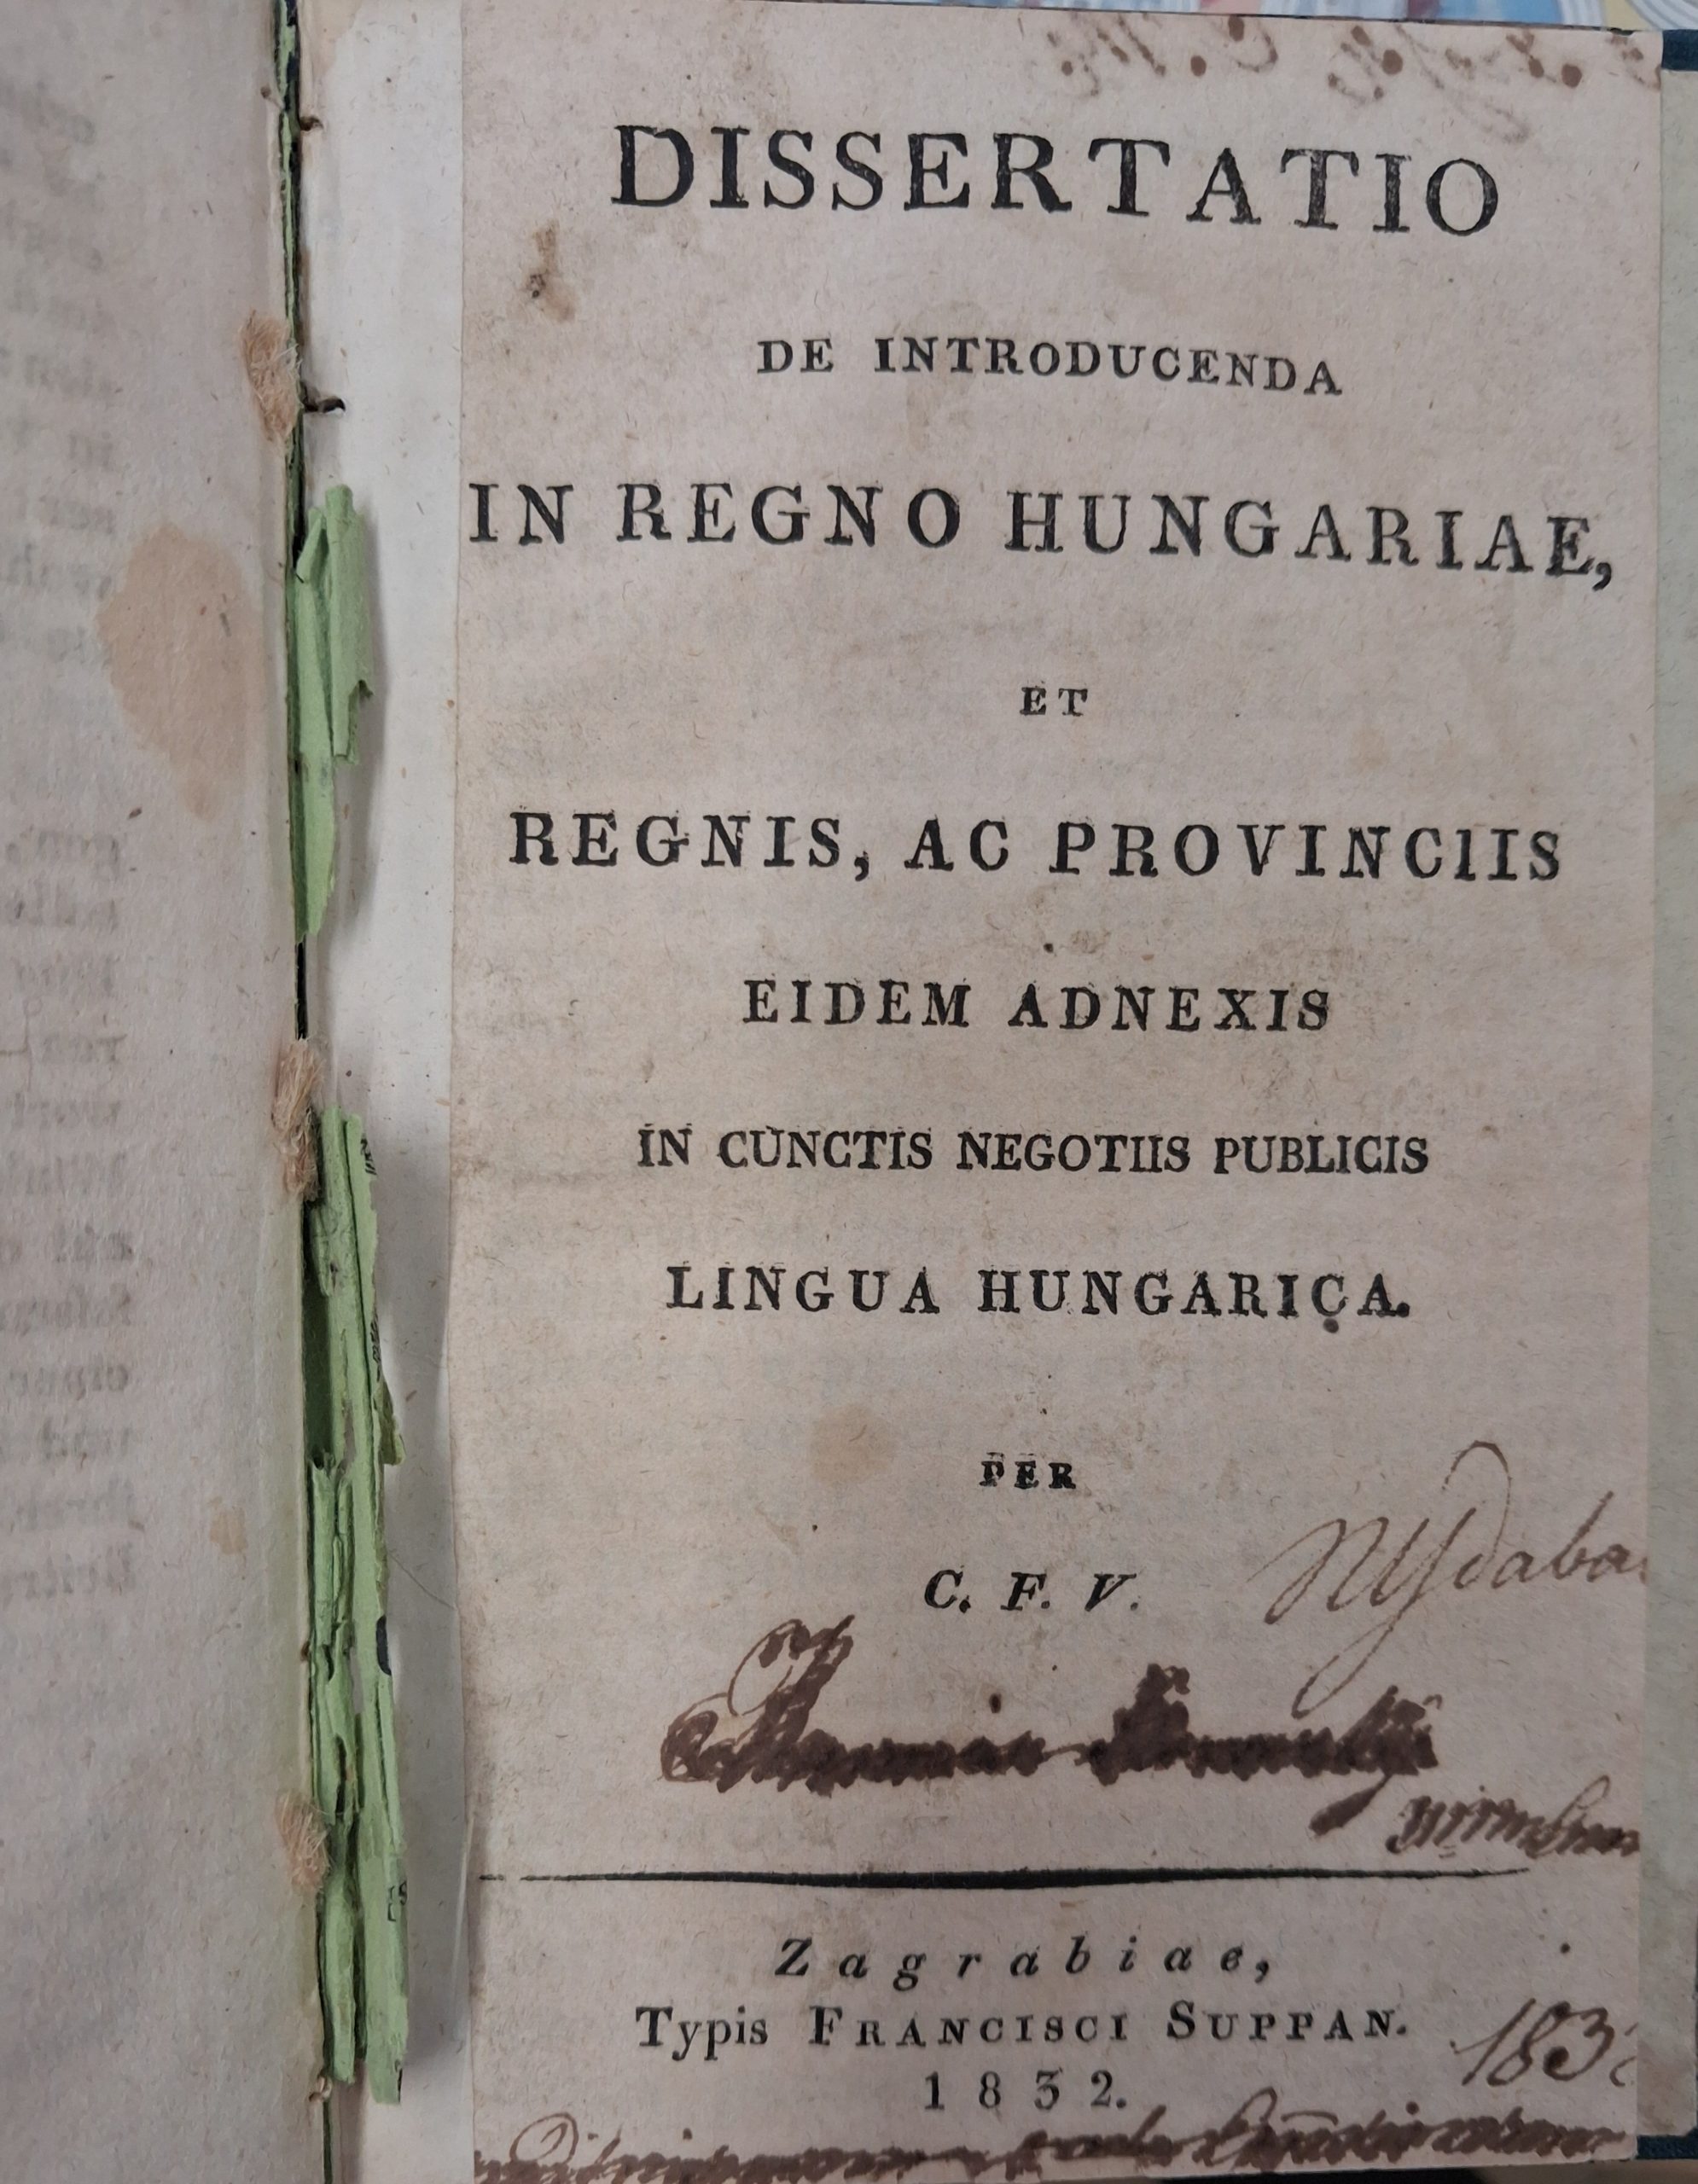 DISSERTATIO
DE INTRODUCENDA
IN REGNO HUNGARIAE,
ET
REGNIS, AC PROVINCIIS
EIDEM ADNEXIS
IN CUNCTIS NEGOTIIS PUBLICIS
LINGUA HUNGARICA.
PER
C. F. V.
Zagrabiae,
Typis FRANCISCI SUPPAN.
1832.